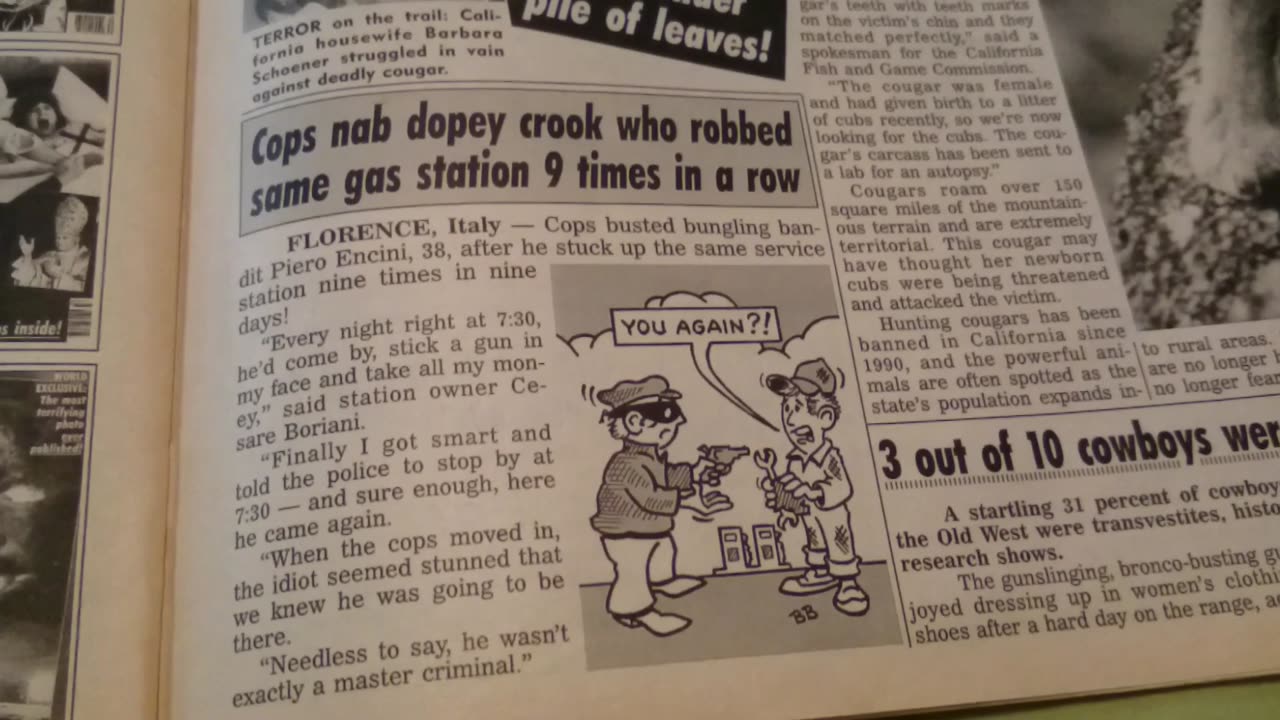 s inside!
WORLD
EXCLUSIVE:
The most
terrifying
photo
ever
published!
TERROR on the trail: Cali-
fornia housewife Barbara
Schoener struggled in vain
against deadly cougar.
pile of leaves!
Cops nab dopey crook who robbed
same gas station 9 times in a row
FLORENCE, Italy — Cops busted bungling ban-
dit Piero Encini, 38, after he stuck up the same service
station nine times in nine
days!
“Every night right at 7:30,
he’d come by, stick a gun in
my face and take all my mon-
ey,” said station owner Ce-
sare Boriani.
“Finally I got smart and
told the police to stop by at
7:30 — and sure enough, here
he came again.
“When the cops moved in,
the idiot seemed stunned that
we knew he was going to be
there.
“Needless to say, he wasn’t
exactly a master criminal.”
YOU AGAIN?!
BB
gar’s teeth with teeth marks
on the victim’s chin and they
matched perfectly,” said a
spokesman for the California
Fish and Game Commission.
“The cougar was female
and had given birth to a litter
of cubs recently, so we’re now
looking for the cubs. The cou-
gar’s carcass has been sent to
a lab for an autopsy.”
Cougars roam over 150
square miles of the mountain-
ous terrain and are extremely
territorial. This cougar may
have thought her newborn
cubs were being threatened
and attacked the victim.
Hunting cougars has been
banned in California since
1990, and the powerful ani-
mals are often spotted as the
state’s population expands in-
to rural areas.
are no longer
no longer fear
3 out of 10 cowboys wer
A startling 31 percent of cowboy
the Old West were transvestites, histo
research shows.
The gunslinging, bronco-busting gu
joyed dressing up in women’s clothi
shoes after a hard day on the range, a